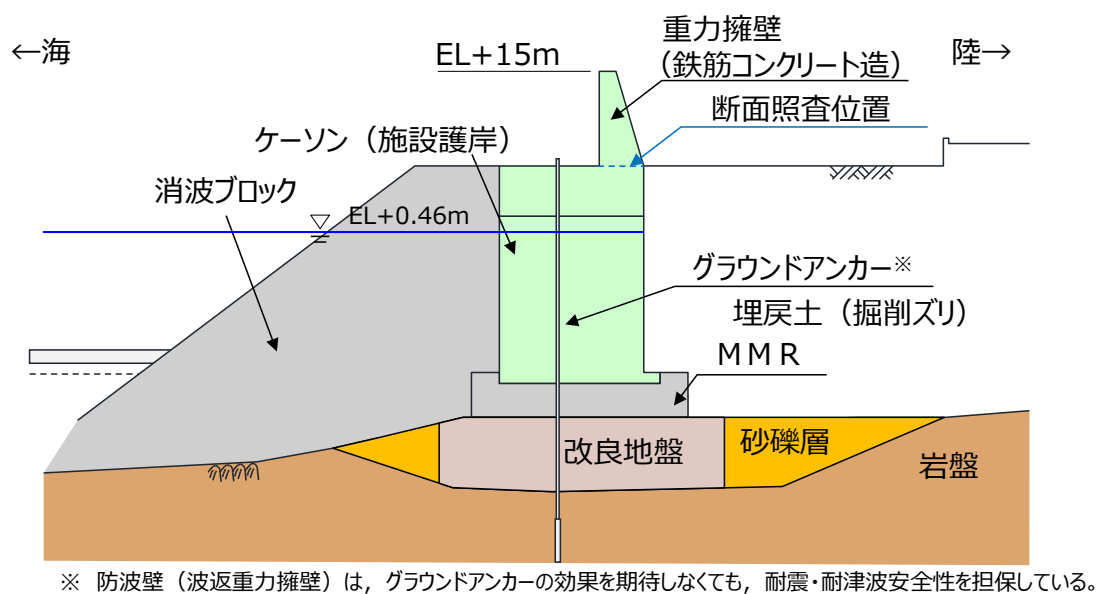 ←海
EL+15m
重力擁壁
（鉄筋コンクリート造）
陸→
断面照査位置
ケーソン（施設護岸）
消波ブロック
EL+0.46m
グラウンドアンカー※
埋戻土（掘削ズリ）
ＭＭＲ
改良地盤
砂礫層
岩盤
※　防波壁（波返重力擁壁）は，グラウンドアンカーの効果を期待しなくても，耐震・耐津波安全性を担保している。